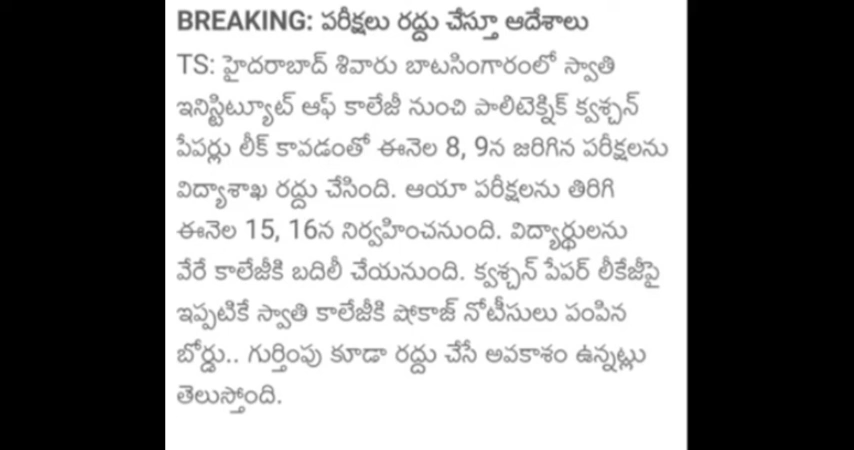 BREAKING: పరీక్షలు రద్దు చేస్తూ ఆదేశాలు
TS: హైదరాబాద్ శివారు బాటసింగారంలో స్వాతి
ఇనిస్టిట్యూట్ ఆఫ్ కాలేజీ నుంచి పాలిటెక్నిక్ క్వశ్చన్
పేపర్లు లీక్ కావడంతో ఈనెల 8, 9న జరిగిన పరీక్షలను
విద్యాశాఖ రద్దు చేసింది. ఆయా పరీక్షలను తిరిగి
ఈనెల 15, 16న నిర్వహించనుంది. విద్యార్థులను
వేరే కాలేజీకి బదిలీ చేయనుంది. క్వశ్చన్ పేపర్ లీకేజీపై
ఇప్పటికే స్వాతి కాలేజీకి షోకాజ్ నోటీసులు పంపిన
బోర్డు.. గుర్తింపు కూడా రద్దు చేసే అవకాశం ఉన్నట్లు
తెలుస్తోంది.